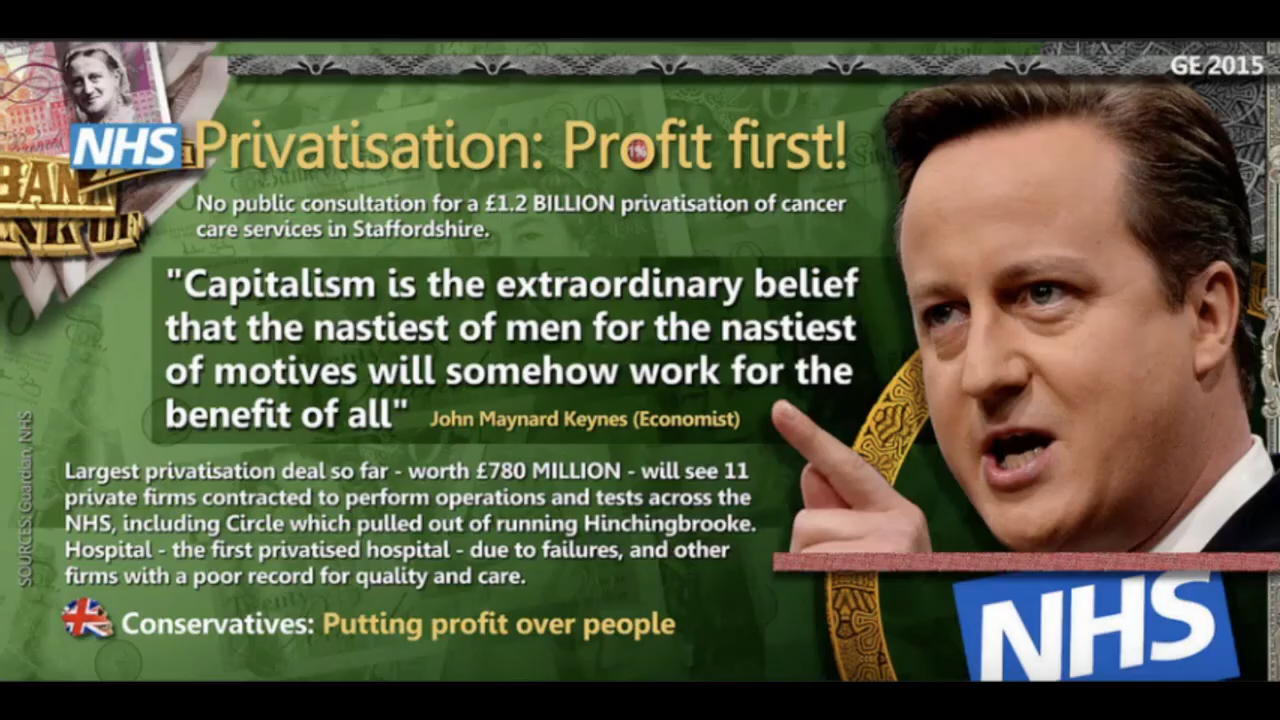 GE 2015
NHS Privatisation: Profit first!
No public consultation for a £1.2 BILLION privatisation of cancer
care services in Staffordshire.
"Capitalism is the extraordinary belief
that the nastiest of men for the nastiest
of motives will somehow work for the
benefit of all" John Maynard Keynes (Economist)
Largest privatisation deal so far - worth £780 MILLION - will see 11
private firms contracted to perform operations and tests across the
NHS, including Circle which pulled out of running Hinchingbrooke.
Hospital - the first privatised hospital - due to failures, and other
firms with a poor record for quality and care.
Conservatives: Putting profit over people
SOURCES: Guardian, NHS
NHS